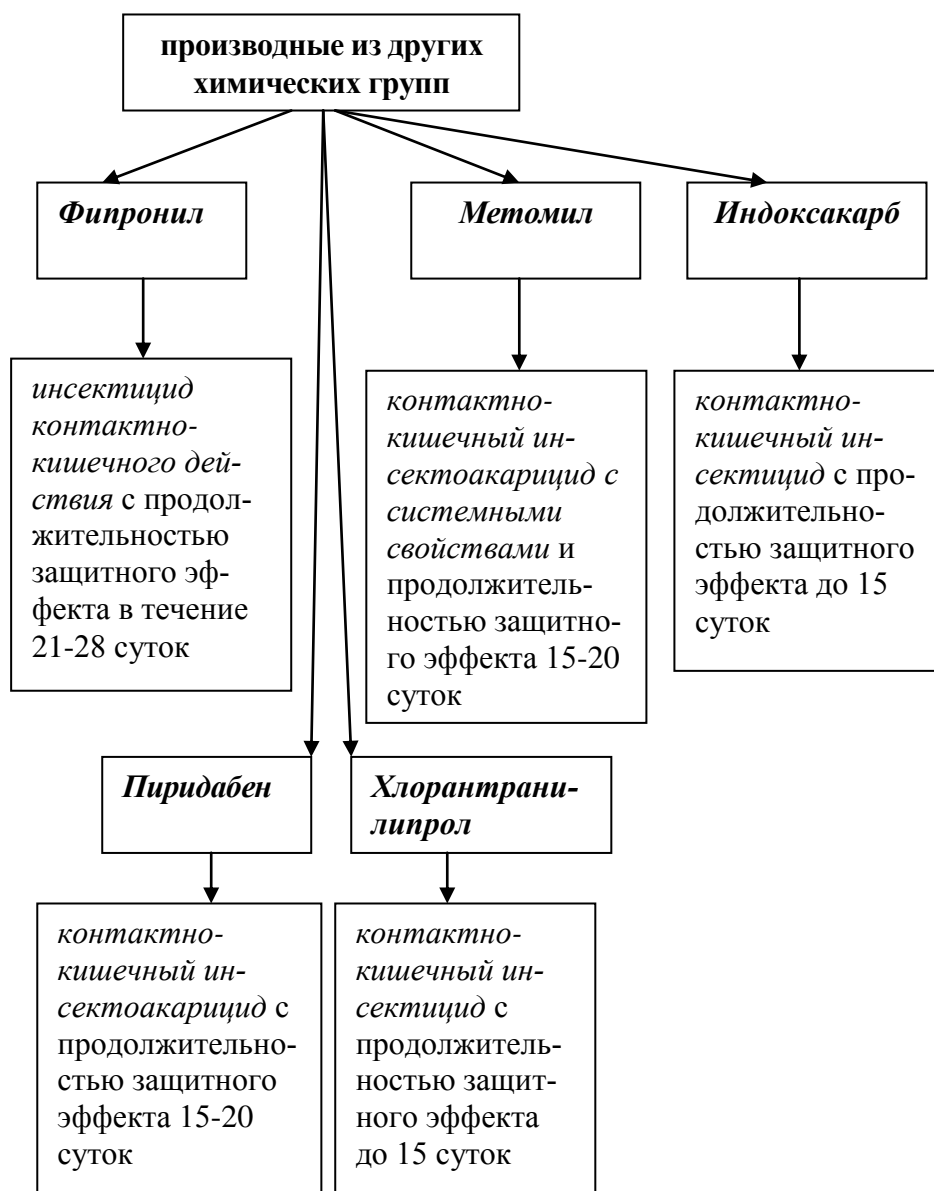 производные из других
химических групп
Фипронил
Метомил
Индоксакарб
инсектицид
контактно-
кишечного дей-
ствия с продол-
жительностью
защитного эф-
фекта в течение
21-28 суток
контактно-
кишечный ин-
сектоакарицид с
системными
свойствами и
продолжитель-
ностью защитно-
го эффекта 15-20
суток
контактно-
кишечный ин-
сектицид с про-
должительно-
стью защитного
эффекта до 15
суток
Пиридабен
Хлорантрани-
липрол
контактно-
кишечный ин-
сектоакарицид с
продолжительно-
стью защитного
эффекта 15-20
суток
контактно-
кишечный ин-
сектицид с
продолжитель-
ностью защит-
ного эффекта
до 15 суток